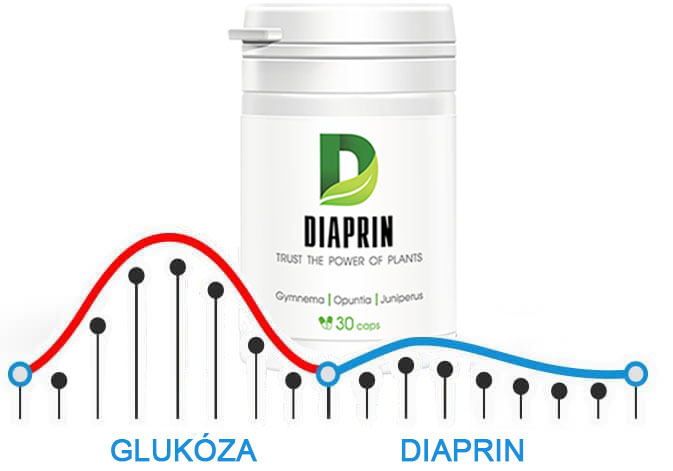 DIAPRIN
TRUST THE POWER OF PLANTS
Gymnema | Opuntia | Juniperus
30 caps
GLUKÓZA
DIAPRIN